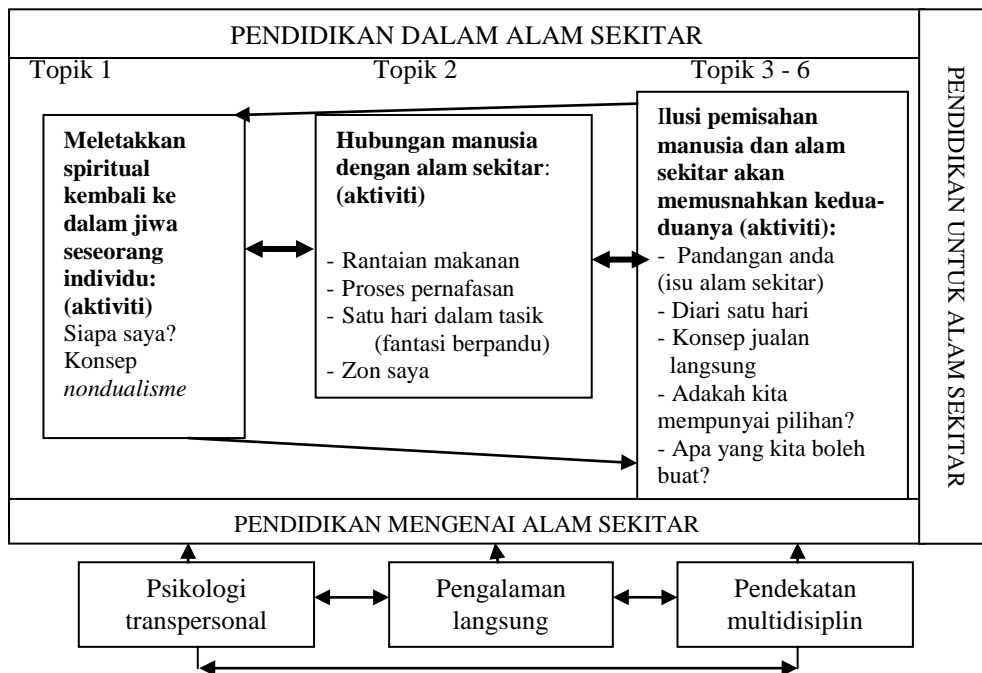 PENDIDIKAN DALAM ALAM SEKITAR
Topik 1
Topik 2
Topik 3 - 6
Meletakkan
spiritual
kembali ke
dalam jiwa
seseorang
individu:
(aktiviti)
Siapa saya?
Konsep
nondualisme
Hubungan manusia
dengan alam sekitar:
(aktiviti)
- Rantaian makanan
- Proses pernafasan
- Satu hari dalam tasik
(fantasi berpandu)
- Zon saya
Ilusi pemisahan
manusia dan alam
sekitar akan
memusnahkan kedua-
duanya (aktiviti):
- Pandangan anda
(isu alam sekitar)
- Diari satu hari
- Konsep jualan
langsung
- Adakah kita
mempunyai pilihan?
- Apa yang kita boleh
buat?
PENDIDIKAN UNTUK ALAM SEKITAR
PENDIDIKAN MENGENAI ALAM SEKITAR
Psikologi
transpersonal
Pengalaman
langsung
Pendekatan
multidisiplin